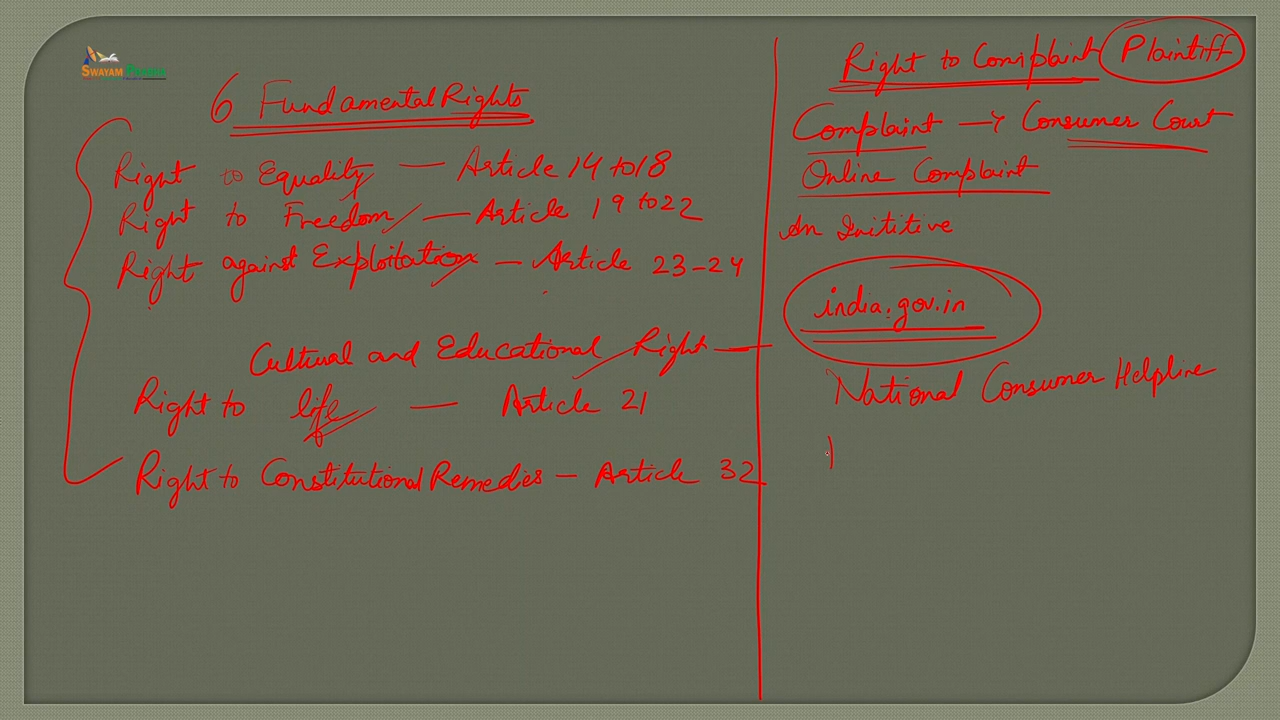 SWAYAM PRABHA
6 Fundamental Rights
Right to Equality — Article 14 to 18
Right to Freedom — Article 19 to 22
Right against Exploitation — Article 23-24
Cultural and Educational Right —
Right to life — Article 21
Right to Constitutional Remedies — Article 32
Right to Complaint Plaintiff
Complaint → Consumer Court
Online Complaint
An Inititive
india.gov.in
National Consumer Helpline